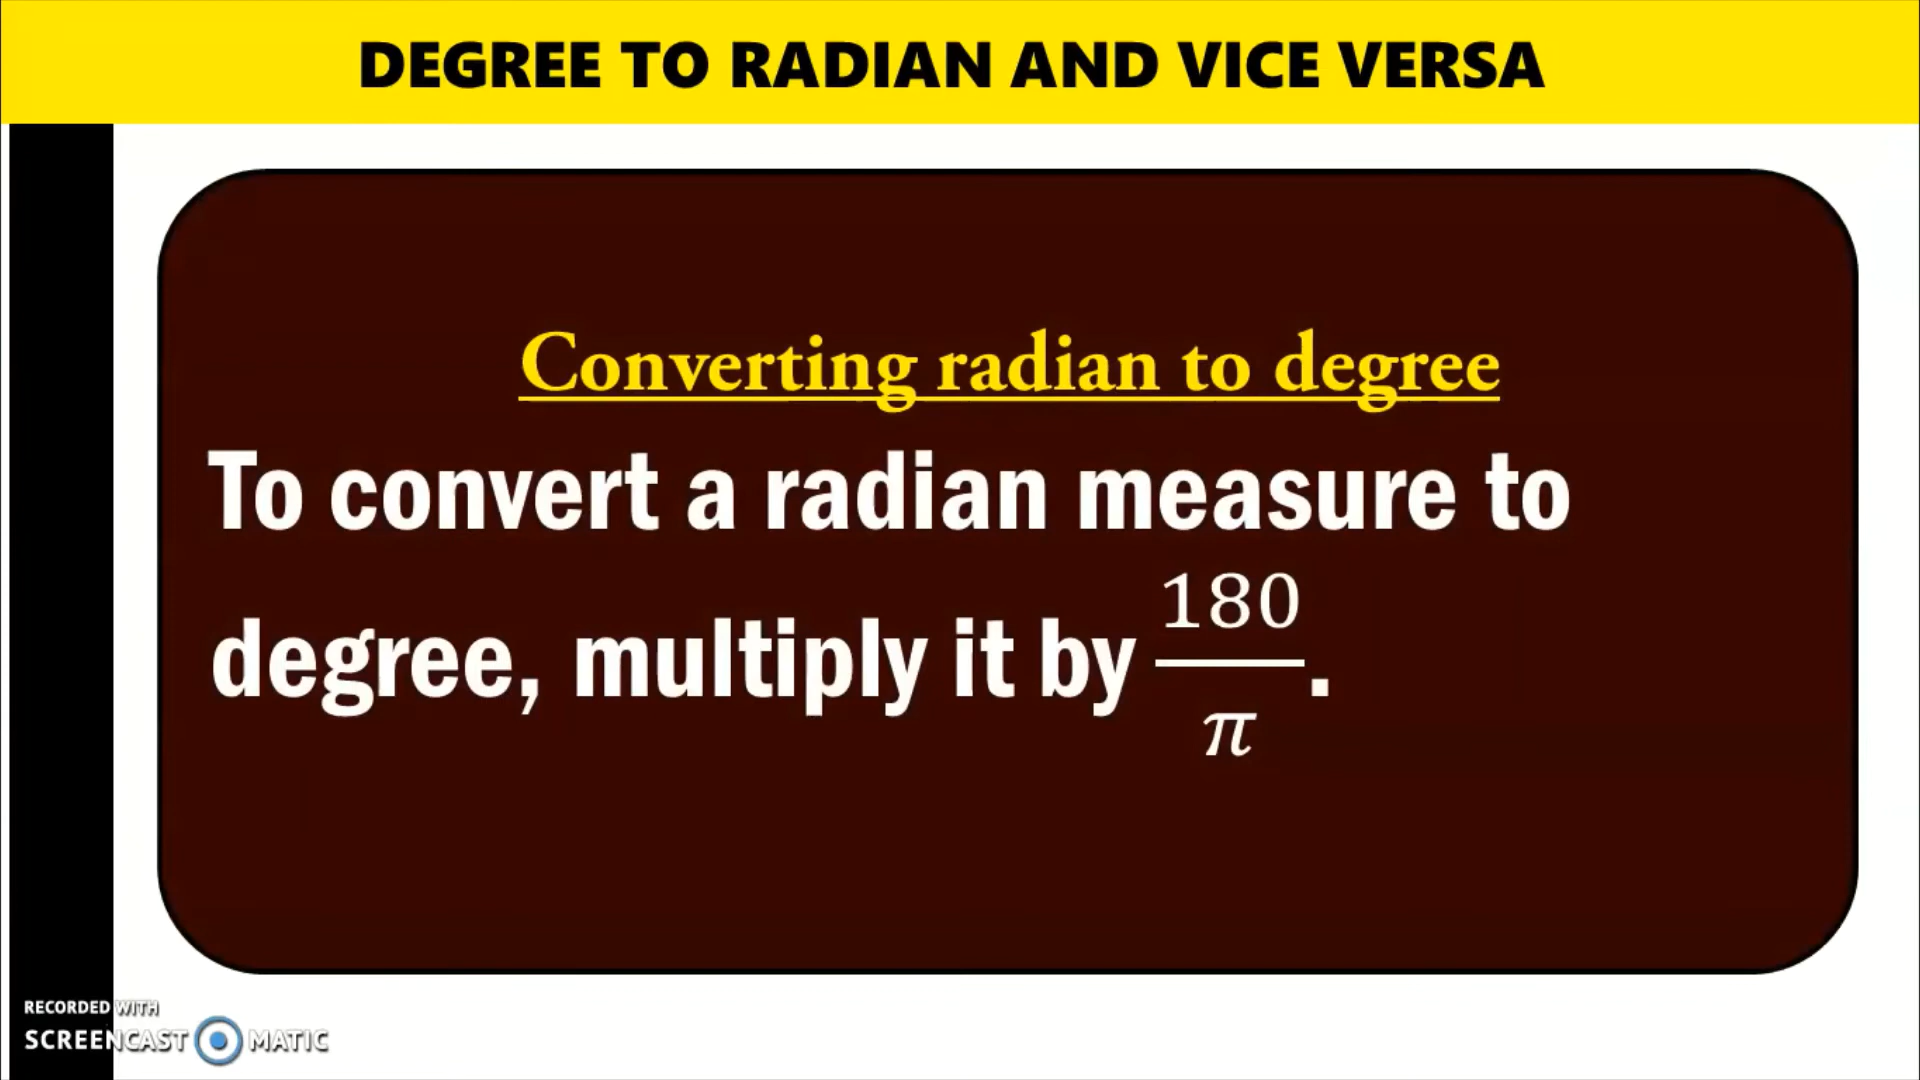 DEGREE TO RADIAN AND VICE VERSA
Converting radian to degree
To convert a radian measure to
degree, multiply it by 180/π.
RECORDED WITH
SCREENCAST MATIC